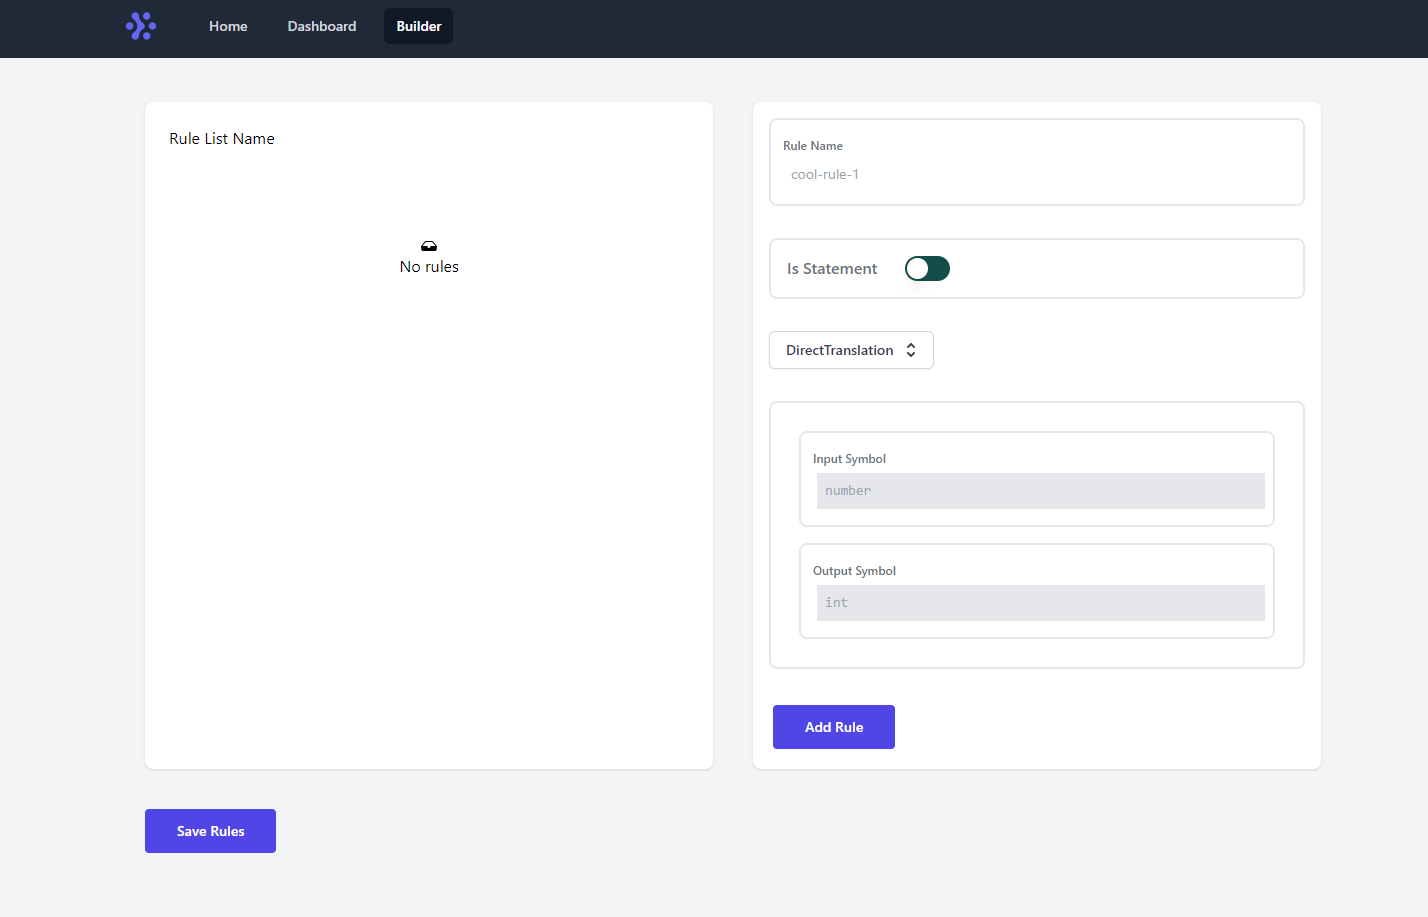 Home Dashboard Builder
Rule List Name
No rules
Rule Name
cool-rule-1
Is Statement
DirectTranslation
Input Symbol
number
Output Symbol
int
Add Rule
Save Rules